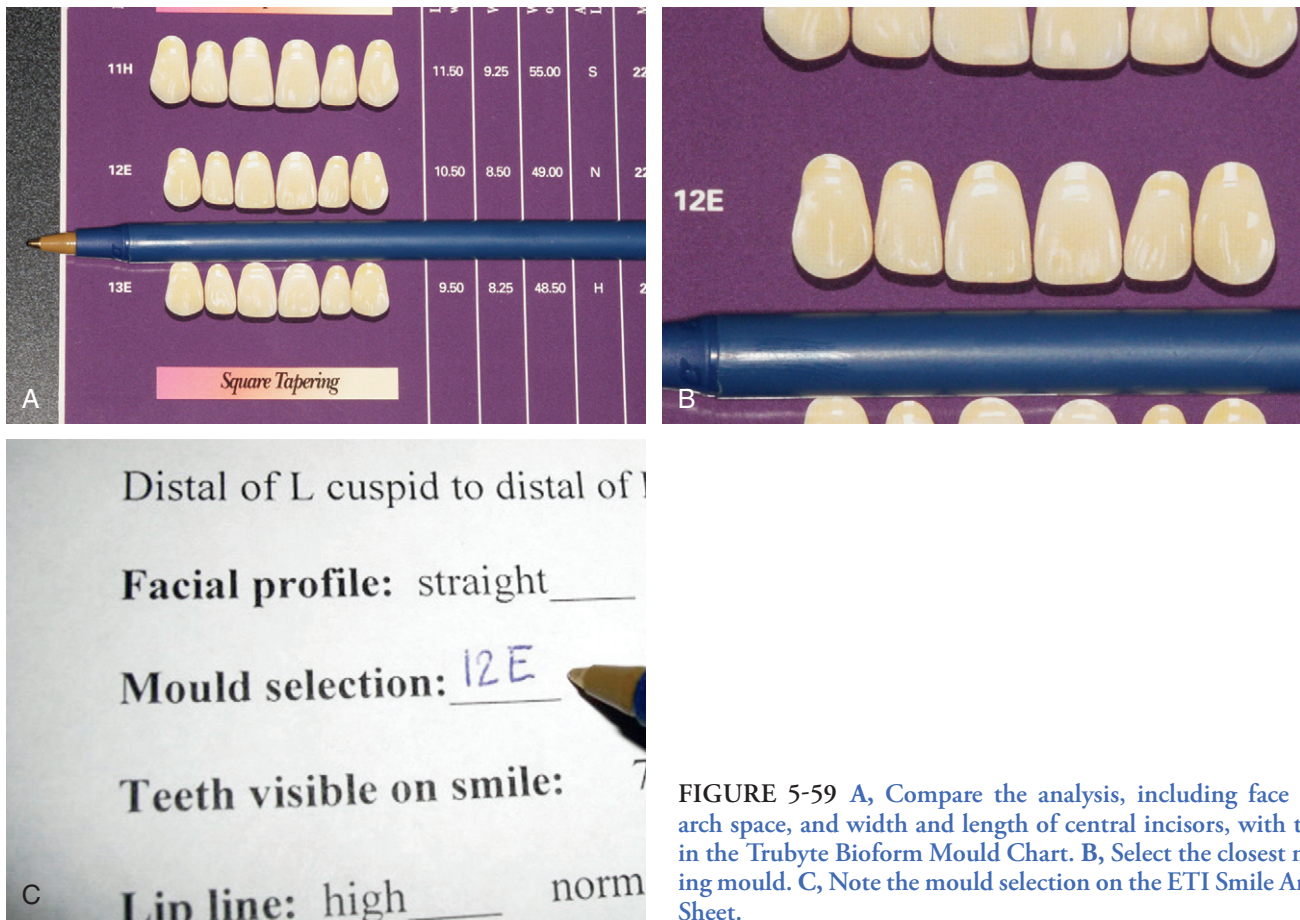 11H 11.50 9.25 55.00 S 22
12E 10.50 8.50 49.00 N 22
13E 9.50 8.25 48.50 H 2
Square Tapering
A
12E
B
Distal of L cuspid to distal of
Facial profile: straight____
Mould selection: 12E
Teeth visible on smile: 7
Lip line: high____ norm
C
FIGURE 5-59 A, Compare the analysis, including face
arch space, and width and length of central incisors, with
in the Trubyte Bioform Mould Chart. B, Select the closest
ing mould. C, Note the mould selection on the ETI Smile
Sheet.